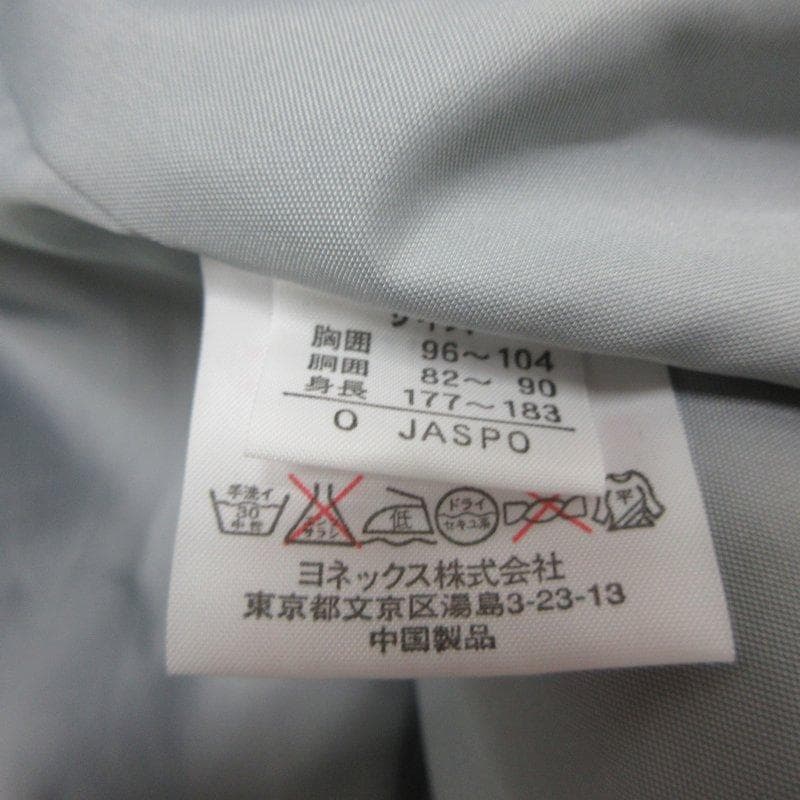 サイズ
胸囲 96～104
胴囲 82～ 90
身長 177～183
O JASPO
手洗イ
30
中性
エンソ
サラシ
低
ドライ
セキユ系
平
ヨネックス株式会社
東京都文京区湯島3-23-13
中国製品